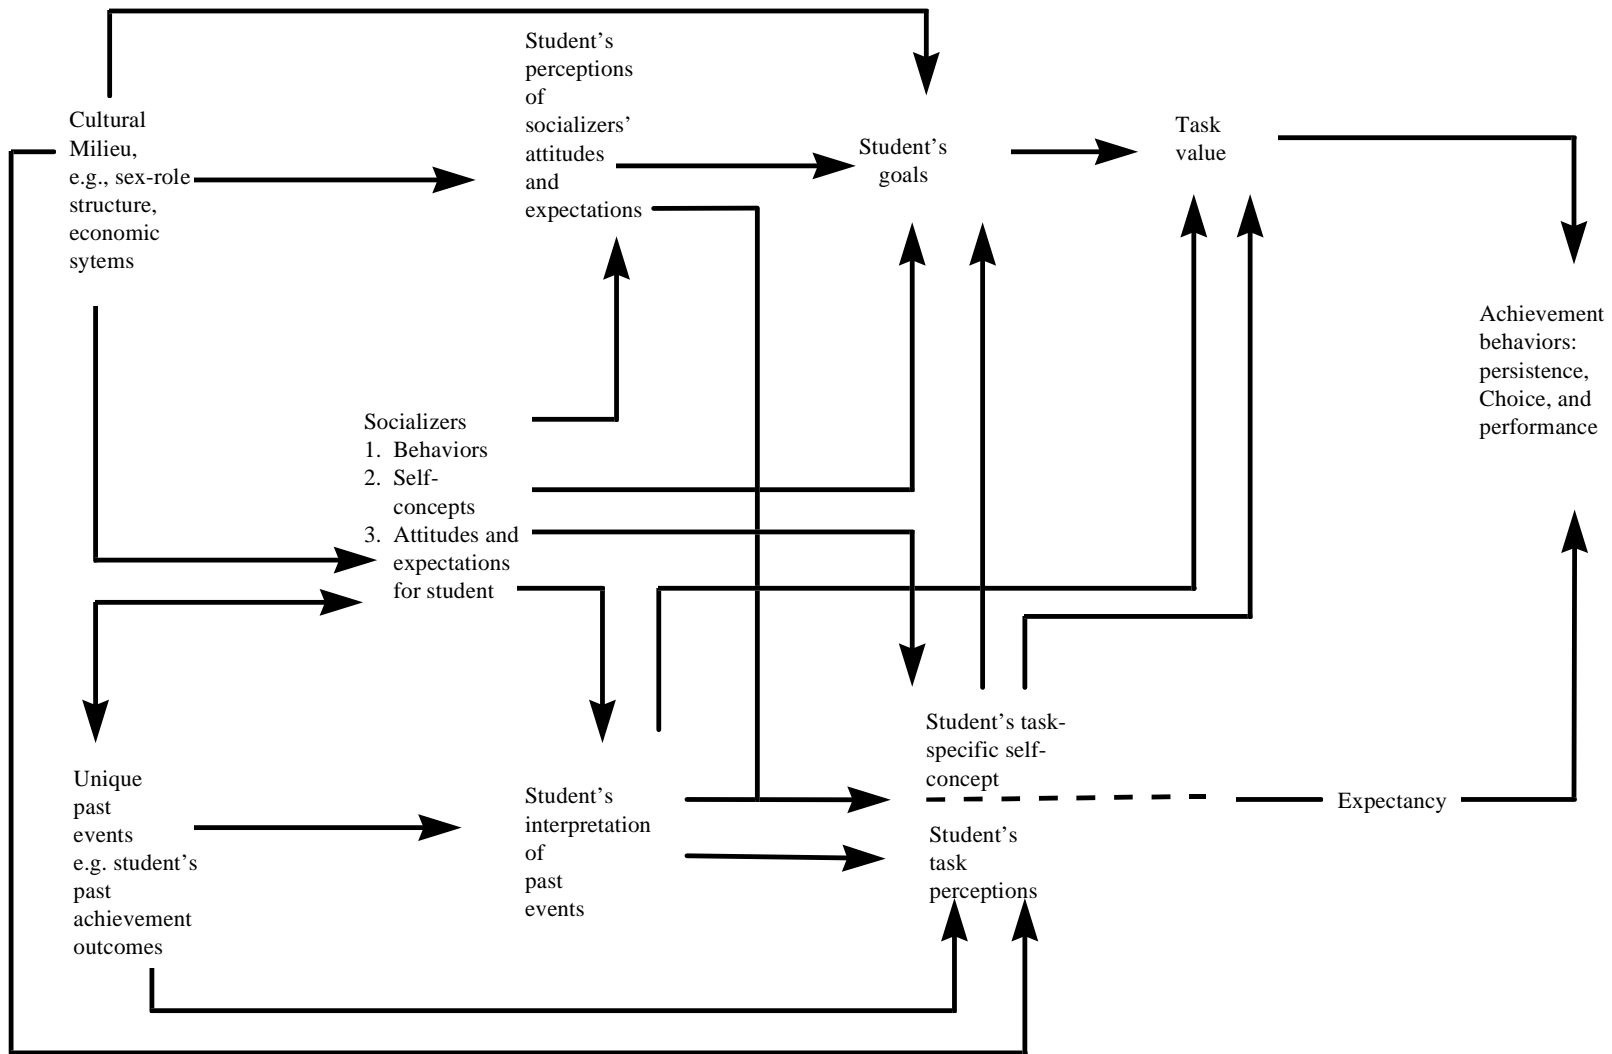 Cultural
Milieu,
e.g., sex-role
structure,
economic
sytems
Student’s
perceptions
of
socializers’
attitudes
and
expectations
Student’s
goals
Task
value
Achievement
behaviors:
persistence,
Choice, and
performance
Socializers
1. Behaviors
2. Self-
concepts
3. Attitudes and
expectations
for student
Unique
past
events
e.g. student’s
past
achievement
outcomes
Student’s
interpretation
of
past
events
Student’s task-
specific self-
concept
Student’s
task
perceptions
Expectancy